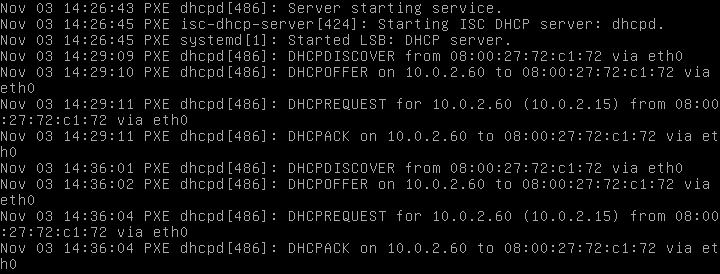 Nov 03 14:26:43 PXE dhcpd[486]: Server starting service.
Nov 03 14:26:45 PXE isc-dhcp-server[424]: Starting ISC DHCP server: dhcpd.
Nov 03 14:26:45 PXE systemd[1]: Started LSB: DHCP server.
Nov 03 14:29:09 PXE dhcpd[486]: DHCPDISCOVER from 08:00:27:72:c1:72 via eth0
Nov 03 14:29:10 PXE dhcpd[486]: DHCPOFFER on 10.0.2.60 to 08:00:27:72:c1:72 via
eth0
Nov 03 14:29:11 PXE dhcpd[486]: DHCPREQUEST for 10.0.2.60 (10.0.2.15) from 08:00
:27:72:c1:72 via eth0
Nov 03 14:29:11 PXE dhcpd[486]: DHCPACK on 10.0.2.60 to 08:00:27:72:c1:72 via et
h0
Nov 03 14:36:01 PXE dhcpd[486]: DHCPDISCOVER from 08:00:27:72:c1:72 via eth0
Nov 03 14:36:02 PXE dhcpd[486]: DHCPOFFER on 10.0.2.60 to 08:00:27:72:c1:72 via
eth0
Nov 03 14:36:04 PXE dhcpd[486]: DHCPREQUEST for 10.0.2.60 (10.0.2.15) from 08:00
:27:72:c1:72 via eth0
Nov 03 14:36:04 PXE dhcpd[486]: DHCPACK on 10.0.2.60 to 08:00:27:72:c1:72 via et
h0